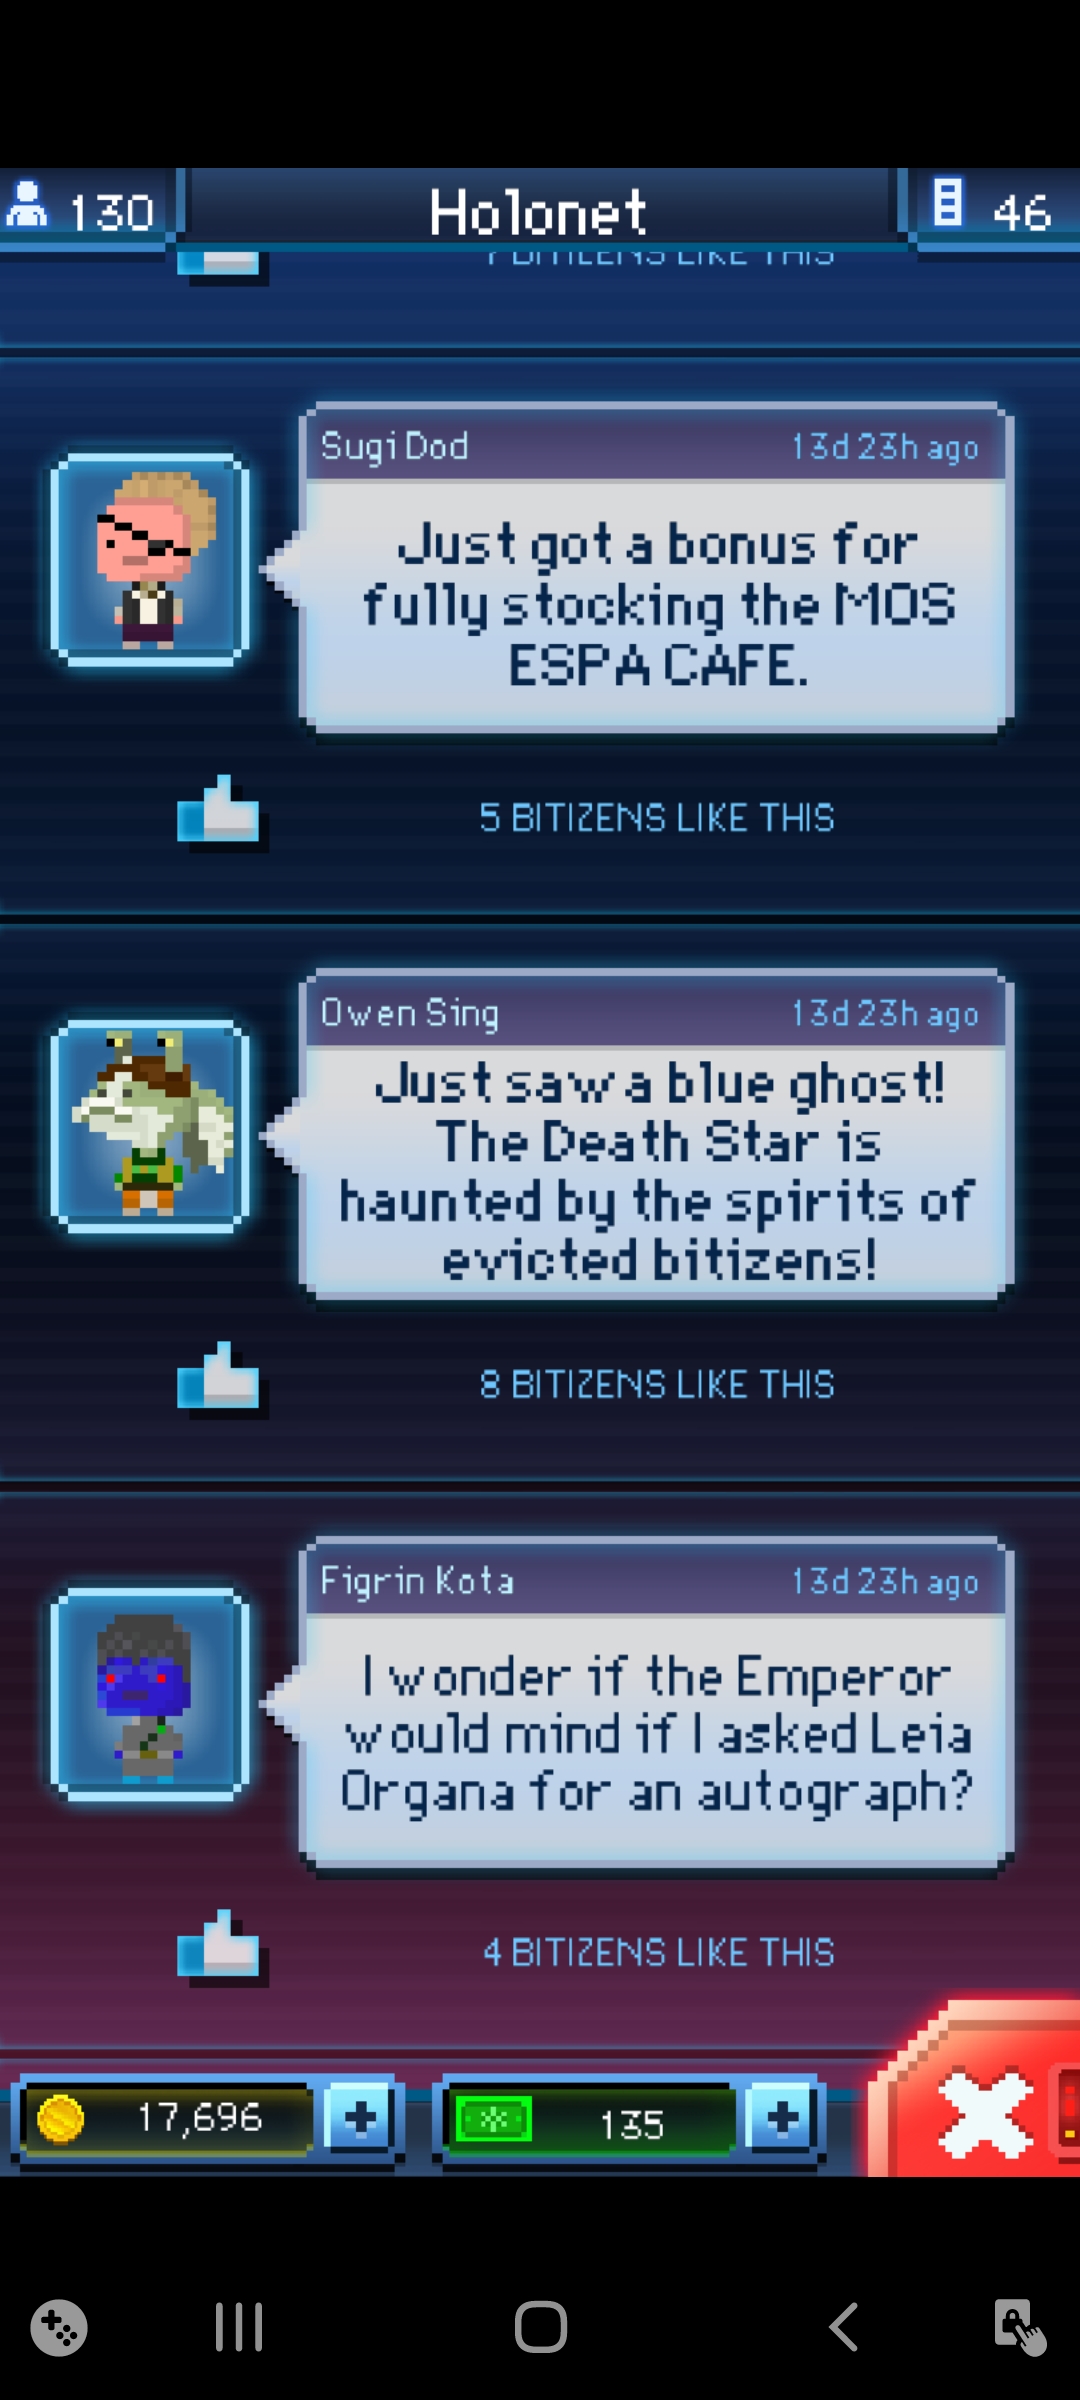 130
Holonet
46
7 BITIZENS LIKE THIS
Sugi Dod
13d 23h ago
Just got a bonus for
fully stocking the MOS
ESPA CAFE.
5 BITIZENS LIKE THIS
Owen Sing
13d 23h ago
Just saw a blue ghost!
The Death Star is
haunted by the spirits of
evicted bitizens!
8 BITIZENS LIKE THIS
Figrin Kota
13d 23h ago
I wonder if the Emperor
would mind if I asked Leia
Organa for an autograph?
4 BITIZENS LIKE THIS
17,696
135